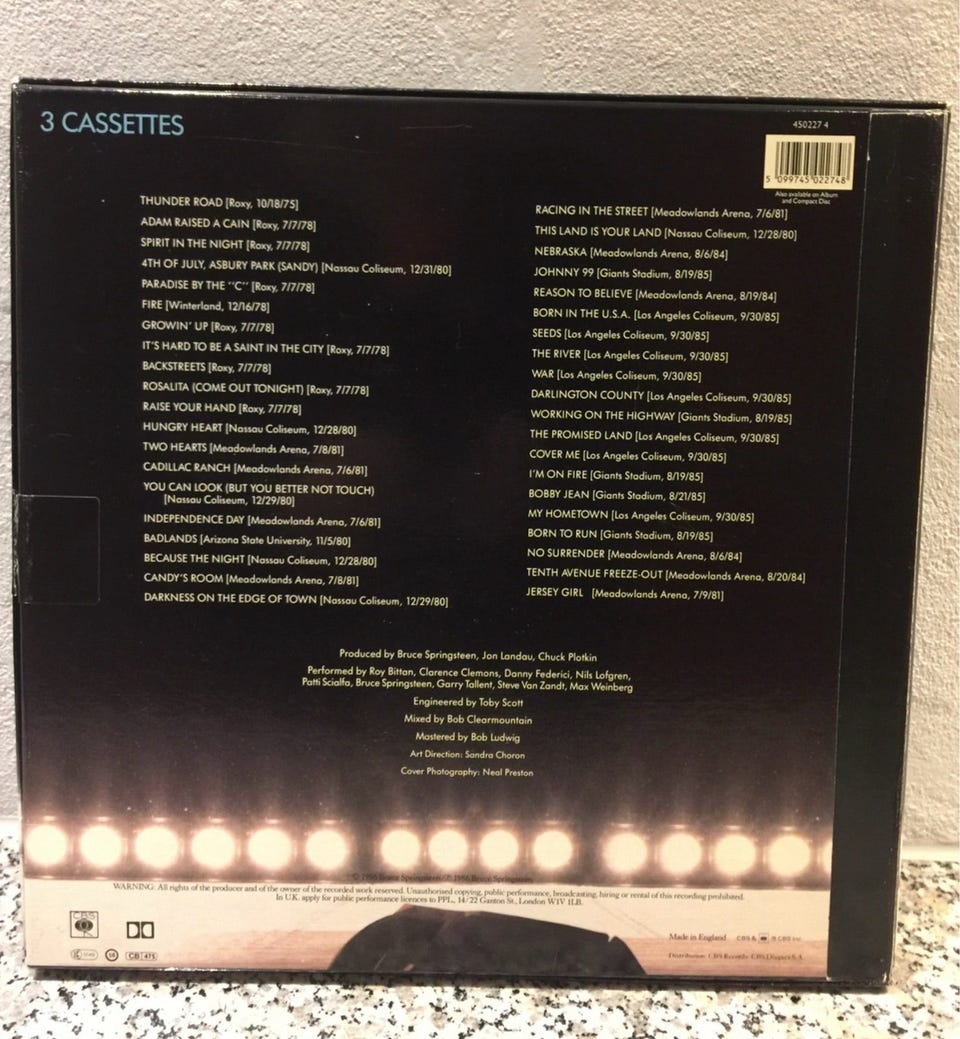 3 CASSETTES
450227 4
5 099745 022748
Also available on Album
and Compact Disc
THUNDER ROAD [Roxy, 10/18/75]
ADAM RAISED A CAIN [Roxy, 7/7/78]
SPIRIT IN THE NIGHT [Roxy, 7/7/78]
4TH OF JULY, ASBURY PARK (SANDY) [Nassau Coliseum, 12/31/80]
PARADISE BY THE "C" [Roxy, 7/7/78]
FIRE [Winterland, 12/16/78]
GROWIN' UP [Roxy, 7/7/78]
IT'S HARD TO BE A SAINT IN THE CITY [Roxy, 7/7/78]
BACKSTREETS [Roxy, 7/7/78]
ROSALITA (COME OUT TONIGHT) [Roxy, 7/7/78]
RAISE YOUR HAND [Roxy, 7/7/78]
HUNGRY HEART [Nassau Coliseum, 12/28/80]
TWO HEARTS [Meadowlands Arena, 7/8/81]
CADILLAC RANCH [Meadowlands Arena, 7/6/81]
YOU CAN LOOK (BUT YOU BETTER NOT TOUCH)
[Nassau Coliseum, 12/29/80]
INDEPENDENCE DAY [Meadowlands Arena, 7/6/81]
BADLANDS [Arizona State University, 11/5/80]
BECAUSE THE NIGHT [Nassau Coliseum, 12/28/80]
CANDY'S ROOM [Meadowlands Arena, 7/8/81]
DARKNESS ON THE EDGE OF TOWN [Nassau Coliseum, 12/29/80]
RACING IN THE STREET [Meadowlands Arena, 7/6/81]
THIS LAND IS YOUR LAND [Nassau Coliseum, 12/28/80]
NEBRASKA [Meadowlands Arena, 8/6/84]
JOHNNY 99 [Giants Stadium, 8/19/85]
REASON TO BELIEVE [Meadowlands Arena, 8/19/84]
BORN IN THE U.S.A. [Los Angeles Coliseum, 9/30/85]
SEEDS [Los Angeles Coliseum, 9/30/85]
THE RIVER [Los Angeles Coliseum, 9/30/85]
WAR [Los Angeles Coliseum, 9/30/85]
DARLINGTON COUNTY [Los Angeles Coliseum, 9/30/85]
WORKING ON THE HIGHWAY [Giants Stadium, 8/19/85]
THE PROMISED LAND [Los Angeles Coliseum, 9/30/85]
COVER ME [Los Angeles Coliseum, 9/30/85]
I'M ON FIRE [Giants Stadium, 8/19/85]
BOBBY JEAN [Giants Stadium, 8/21/85]
MY HOMETOWN [Los Angeles Coliseum, 9/30/85]
BORN TO RUN [Giants Stadium, 8/19/85]
NO SURRENDER [Meadowlands Arena, 8/6/84]
TENTH AVENUE FREEZE-OUT [Meadowlands Arena, 8/20/84]
JERSEY GIRL [Meadowlands Arena, 7/9/81]
Produced by Bruce Springsteen, Jon Landau, Chuck Plotkin
Performed by Roy Bittan, Clarence Clemons, Danny Federici, Nils Lofgren,
Patti Scialfa, Bruce Springsteen, Garry Tallent, Steve Van Zandt, Max Weinberg
Engineered by Toby Scott
Mixed by Bob Clearmountain
Mastered by Bob Ludwig
Art Direction: Sandra Choron
Cover Photography: Neal Preston
© 1986 Bruce Springsteen/℗ 1986 Bruce Springsteen
WARNING: All rights of the producer and of the owner of the recorded work reserved. Unauthorised copying, public performance, broadcasting, hiring or rental of this recording prohibited.
In U.K. apply for public performance licences to PPL, 14/22 Ganton St., London W1V 1LB.
CBS
CB 475
Made in England
Distribution: CBS Records/CBS Disques S.A.